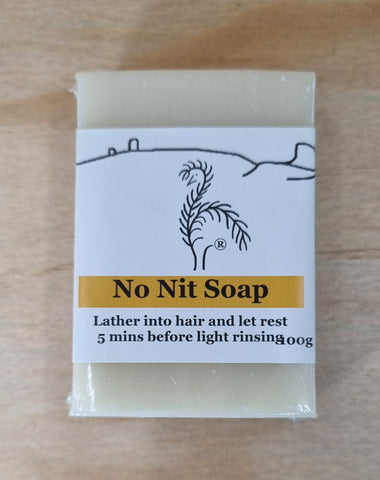 ®
No Nit Soap
Lather into hair and let rest
5 mins before light rinsing
100g